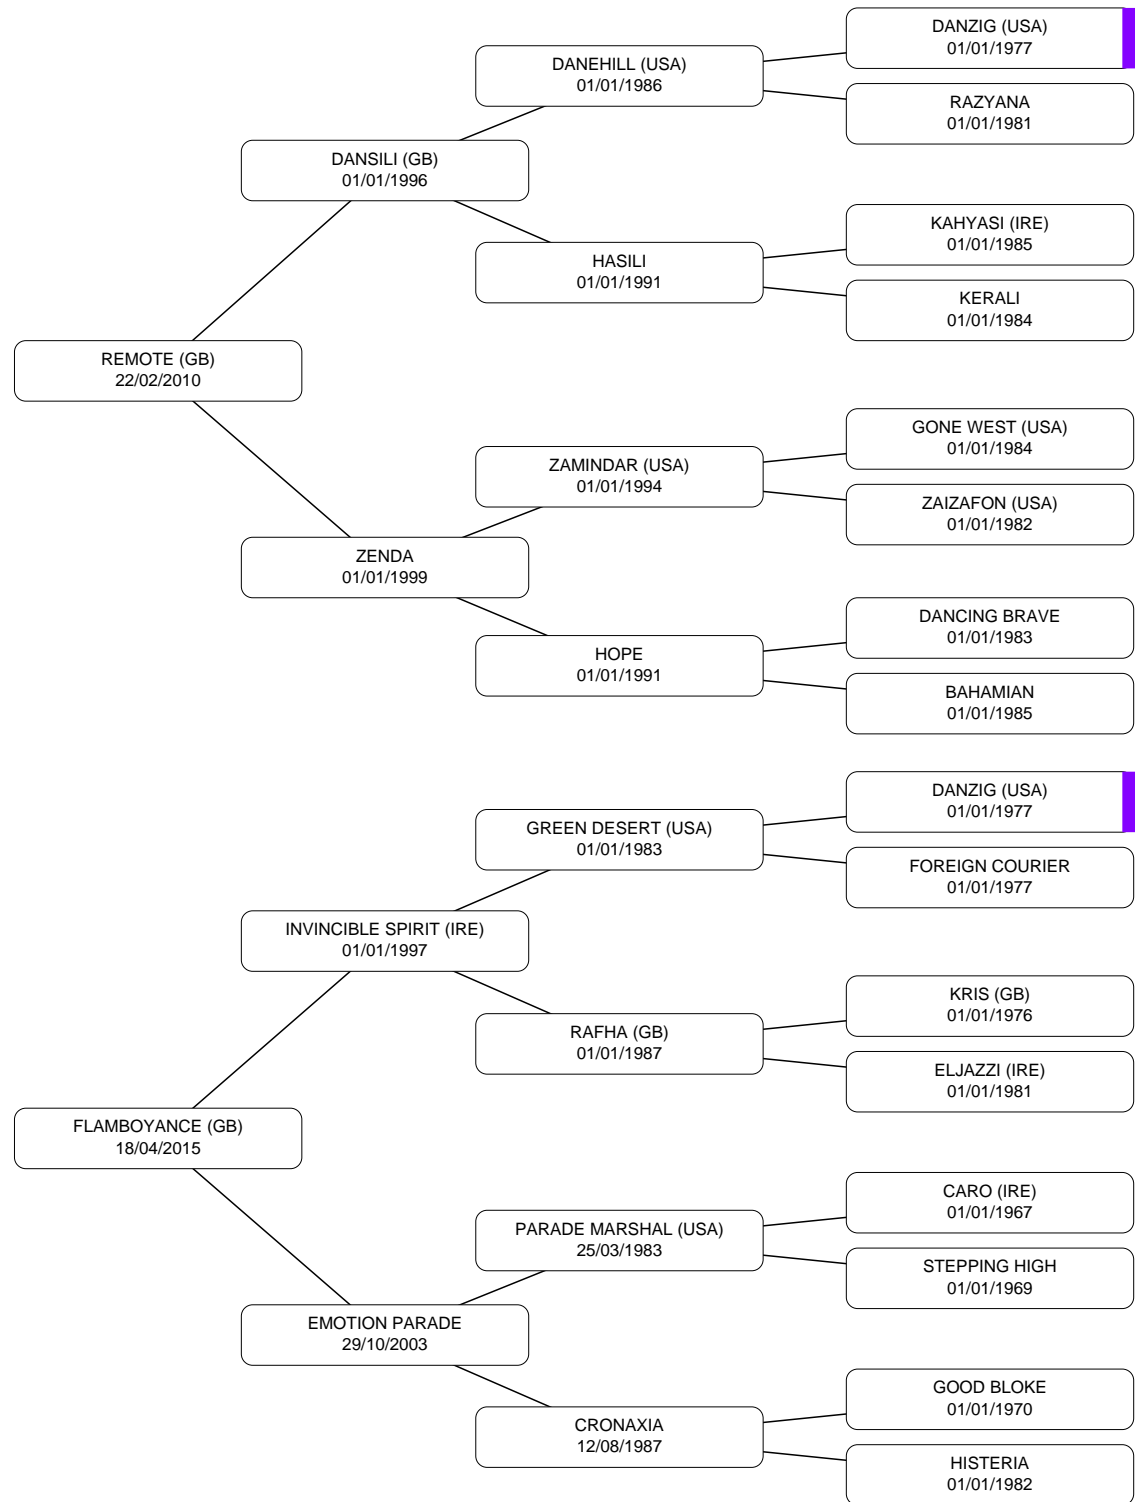 DANZIG (USA)
01/01/1977
DANEHILL (USA)
01/01/1986
RAZYANA
01/01/1981
DANSILI (GB)
01/01/1996
KAHYASI (IRE)
01/01/1985
HASILI
01/01/1991
KERALI
01/01/1984
REMOTE (GB)
22/02/2010
GONE WEST (USA)
01/01/1984
ZAMINDAR (USA)
01/01/1994
ZAIZAFON (USA)
01/01/1982
ZENDA
01/01/1999
DANCING BRAVE
01/01/1983
HOPE
01/01/1991
BAHAMIAN
01/01/1985
DANZIG (USA)
01/01/1977
GREEN DESERT (USA)
01/01/1983
FOREIGN COURIER
01/01/1977
INVINCIBLE SPIRIT (IRE)
01/01/1997
KRIS (GB)
01/01/1976
RAFHA (GB)
01/01/1987
ELJAZZI (IRE)
01/01/1981
FLAMBOYANCE (GB)
18/04/2015
CARO (IRE)
01/01/1967
PARADE MARSHAL (USA)
25/03/1983
STEPPING HIGH
01/01/1969
EMOTION PARADE
29/10/2003
GOOD BLOKE
01/01/1970
CRONAXIA
12/08/1987
HISTERIA
01/01/1982